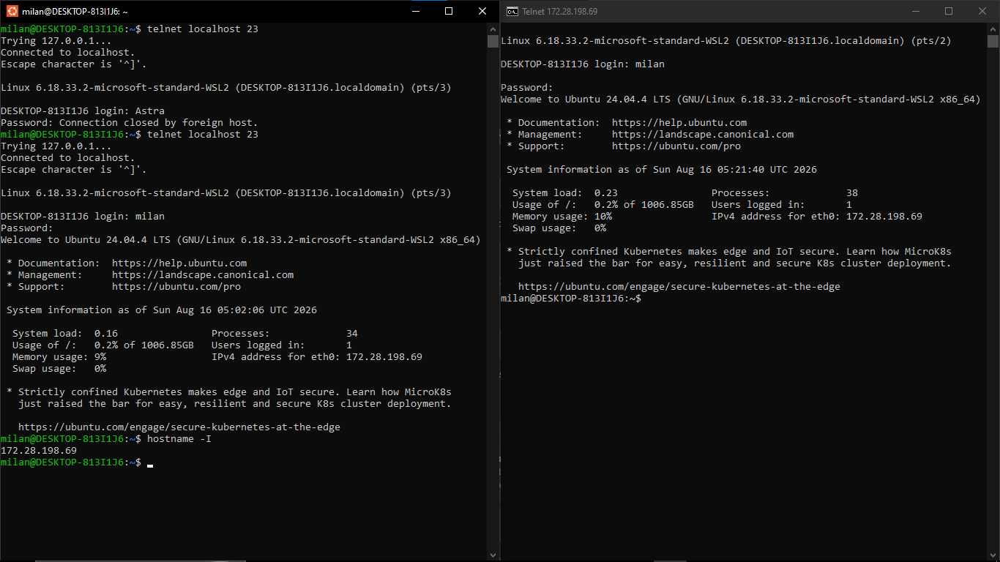 milan@DESKTOP-813I1J6: ~
milan@DESKTOP-813I1J6:~$ telnet localhost 23
Trying 127.0.0.1...
Connected to localhost.
Escape character is '^]'.
Linux 6.18.33.2-microsoft-standard-WSL2 (DESKTOP-813I1J6.localdomain) (pts/3)
DESKTOP-813I1J6 login: Astra
Password: Connection closed by foreign host.
milan@DESKTOP-813I1J6:~$ telnet localhost 23
Trying 127.0.0.1...
Connected to localhost.
Escape character is '^]'.
Linux 6.18.33.2-microsoft-standard-WSL2 (DESKTOP-813I1J6.localdomain) (pts/3)
DESKTOP-813I1J6 login: milan
Password:
Welcome to Ubuntu 24.04.4 LTS (GNU/Linux 6.18.33.2-microsoft-standard-WSL2 x86_64)
* Documentation:  https://help.ubuntu.com
* Management:     https://landscape.canonical.com
* Support:        https://ubuntu.com/pro
System information as of Sun Aug 16 05:02:06 UTC 2026
System load:  0.16               Processes:             34
Usage of /:   0.2% of 1006.85GB   Users logged in:       1
Memory usage: 9%                  IPv4 address for eth0: 172.28.198.69
Swap usage:   0%
* Strictly confined Kubernetes makes edge and IoT secure. Learn how MicroK8s
just raised the bar for easy, resilient and secure K8s cluster deployment.
https://ubuntu.com/engage/secure-kubernetes-at-the-edge
milan@DESKTOP-813I1J6:~$ hostname -I
172.28.198.69
milan@DESKTOP-813I1J6:~$
Telnet 172.28.198.69
Linux 6.18.33.2-microsoft-standard-WSL2 (DESKTOP-813I1J6.localdomain) (pts/2)
DESKTOP-813I1J6 login: milan
Password:
Welcome to Ubuntu 24.04.4 LTS (GNU/Linux 6.18.33.2-microsoft-standard-WSL2 x86_64)
* Documentation:  https://help.ubuntu.com
* Management:     https://landscape.canonical.com
* Support:        https://ubuntu.com/pro
System information as of Sun Aug 16 05:21:40 UTC 2026
System load:  0.23               Processes:             38
Usage of /:   0.2% of 1006.85GB   Users logged in:       1
Memory usage: 10%                 IPv4 address for eth0: 172.28.198.69
Swap usage:   0%
* Strictly confined Kubernetes makes edge and IoT secure. Learn how MicroK8s
just raised the bar for easy, resilient and secure K8s cluster deployment.
https://ubuntu.com/engage/secure-kubernetes-at-the-edge
milan@DESKTOP-813I1J6:~$